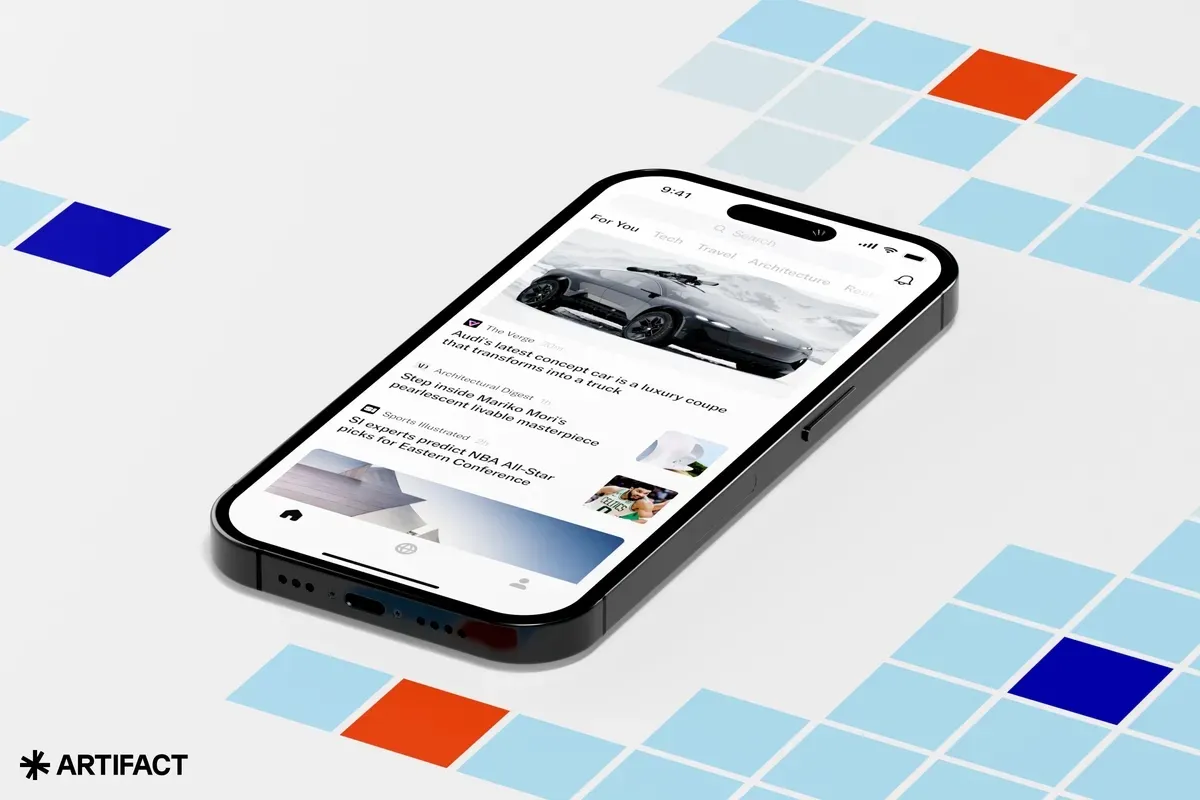 9:41
Search
For You Tech Travel Architecture
The Verge
Audi's latest concept car is a luxury coupe
that transforms into a truck
Architectural Digest 1h
Step inside Mariko Mori's
pearlescent livable masterpiece
Sports Illustrated 2h
SI experts predict NBA All-Star
picks for Eastern Conference
CELTICS
0
ARTIFACT